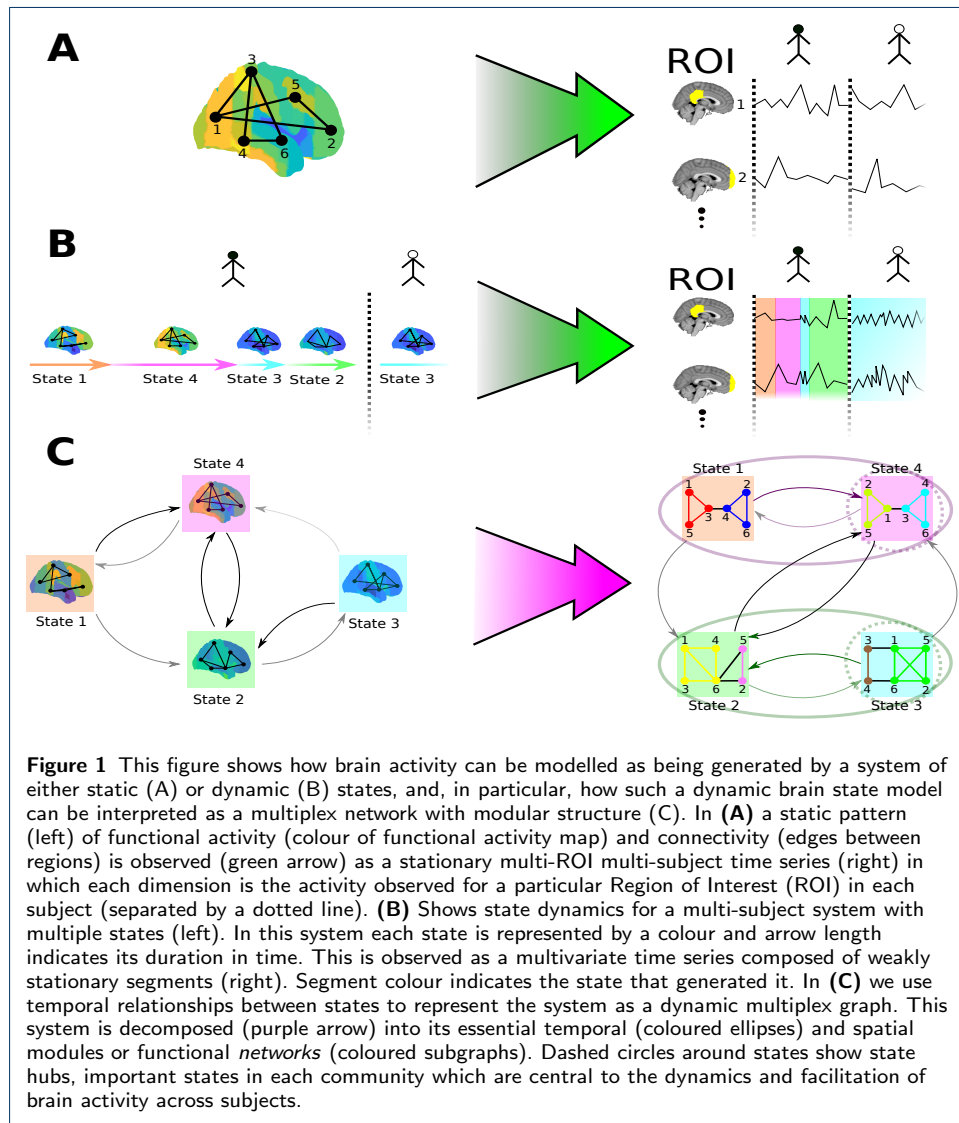 A
3
5
1
2
4
6
ROI
1
2
B
State 1
State 4
State 3
State 2
State 3
ROI
C
State 4
State 1
State 3
State 2
State 1
1
2
3
4
5
6
State 4
2
4
1
3
5
6
State 2
1
4
5
3
6
2
State 3
3
1
5
4
6
2
Figure 1 This figure shows how brain activity can be modelled as being generated by a system of
either static (A) or dynamic (B) states, and, in particular, how such a dynamic brain state model
can be interpreted as a multiplex network with modular structure (C). In (A) a static pattern
(left) of functional activity (colour of functional activity map) and connectivity (edges between
regions) is observed (green arrow) as a stationary multi-ROI multi-subject time series (right) in
which each dimension is the activity observed for a particular Region of Interest (ROI) in each
subject (separated by a dotted line). (B) Shows state dynamics for a multi-subject system with
multiple states (left). In this system each state is represented by a colour and arrow length
indicates its duration in time. This is observed as a multivariate time series composed of weakly
stationary segments (right). Segment colour indicates the state that generated it. In (C) we use
temporal relationships between states to represent the system as a dynamic multiplex graph. This
system is decomposed (purple arrow) into its essential temporal (coloured ellipses) and spatial
modules or functional networks (coloured subgraphs). Dashed circles around states show state
hubs, important states in each community which are central to the dynamics and facilitation of
brain activity across subjects.